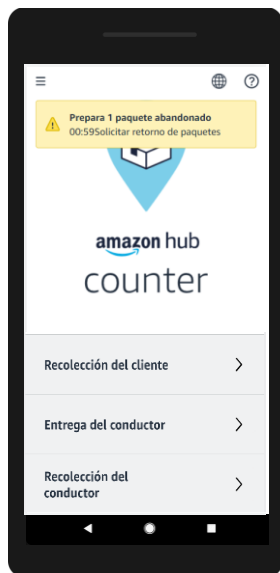 Prepara 1 paquete abandonado
00:59Solicitar retorno de paquetes
amazon hub
counter
Recolección del cliente
Entrega del conductor
Recolección del
conductor